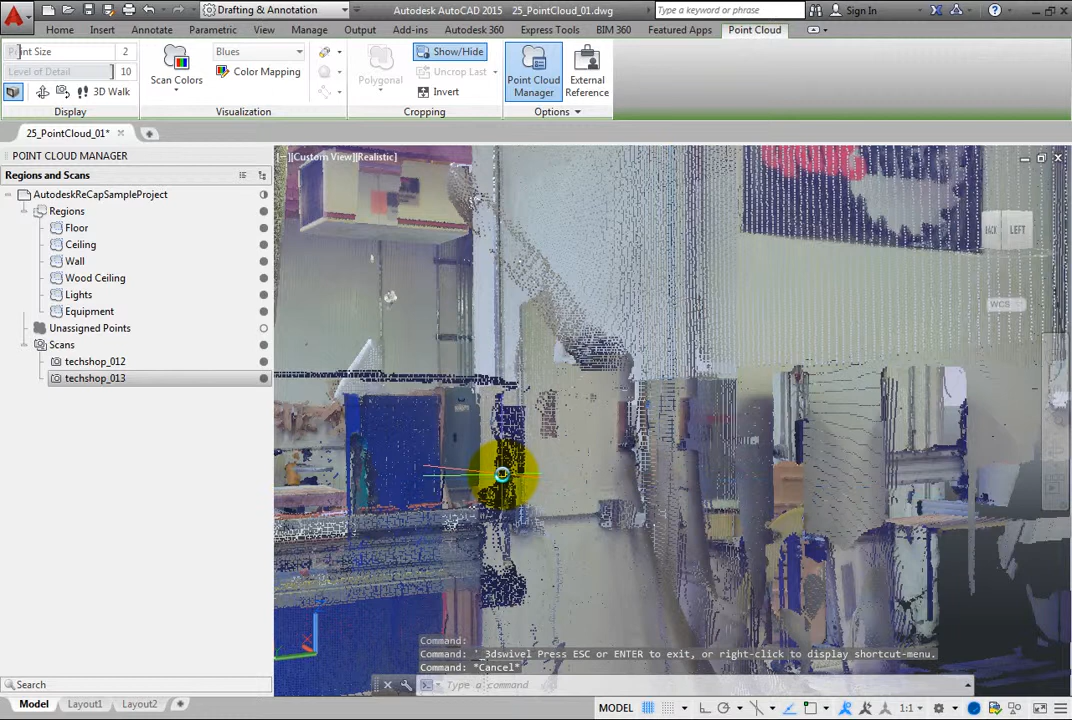 Drafting & Annotation
Autodesk AutoCAD 2015 25_PointCloud_01.dwg
Type a keyword or phrase
Sign In
Home Insert Annotate Parametric View Manage Output Add-ins Autodesk 360 Express Tools BIM 360 Featured Apps Point Cloud
Point Size 2
Level of Detail 10
3D Walk
Display
Scan Colors
Blues
Color Mapping
Visualization
Polygonal
Show/Hide
Uncrop Last
Invert
Cropping
Point Cloud Manager
External Reference
Options
25_PointCloud_01*
POINT CLOUD MANAGER
Regions and Scans
AutodeskReCapSampleProject
Regions
Floor
Ceiling
Wall
Wood Ceiling
Lights
Equipment
Unassigned Points
Scans
techshop_012
techshop_013
Search
[−][Custom View][Realistic]
BACK LEFT
WCS
Command:
Command: '_3dswivel Press ESC or ENTER to exit, or right-click to display shortcut-menu.
Command: *Cancel*
Type a command
Model Layout1 Layout2
MODEL
1:1